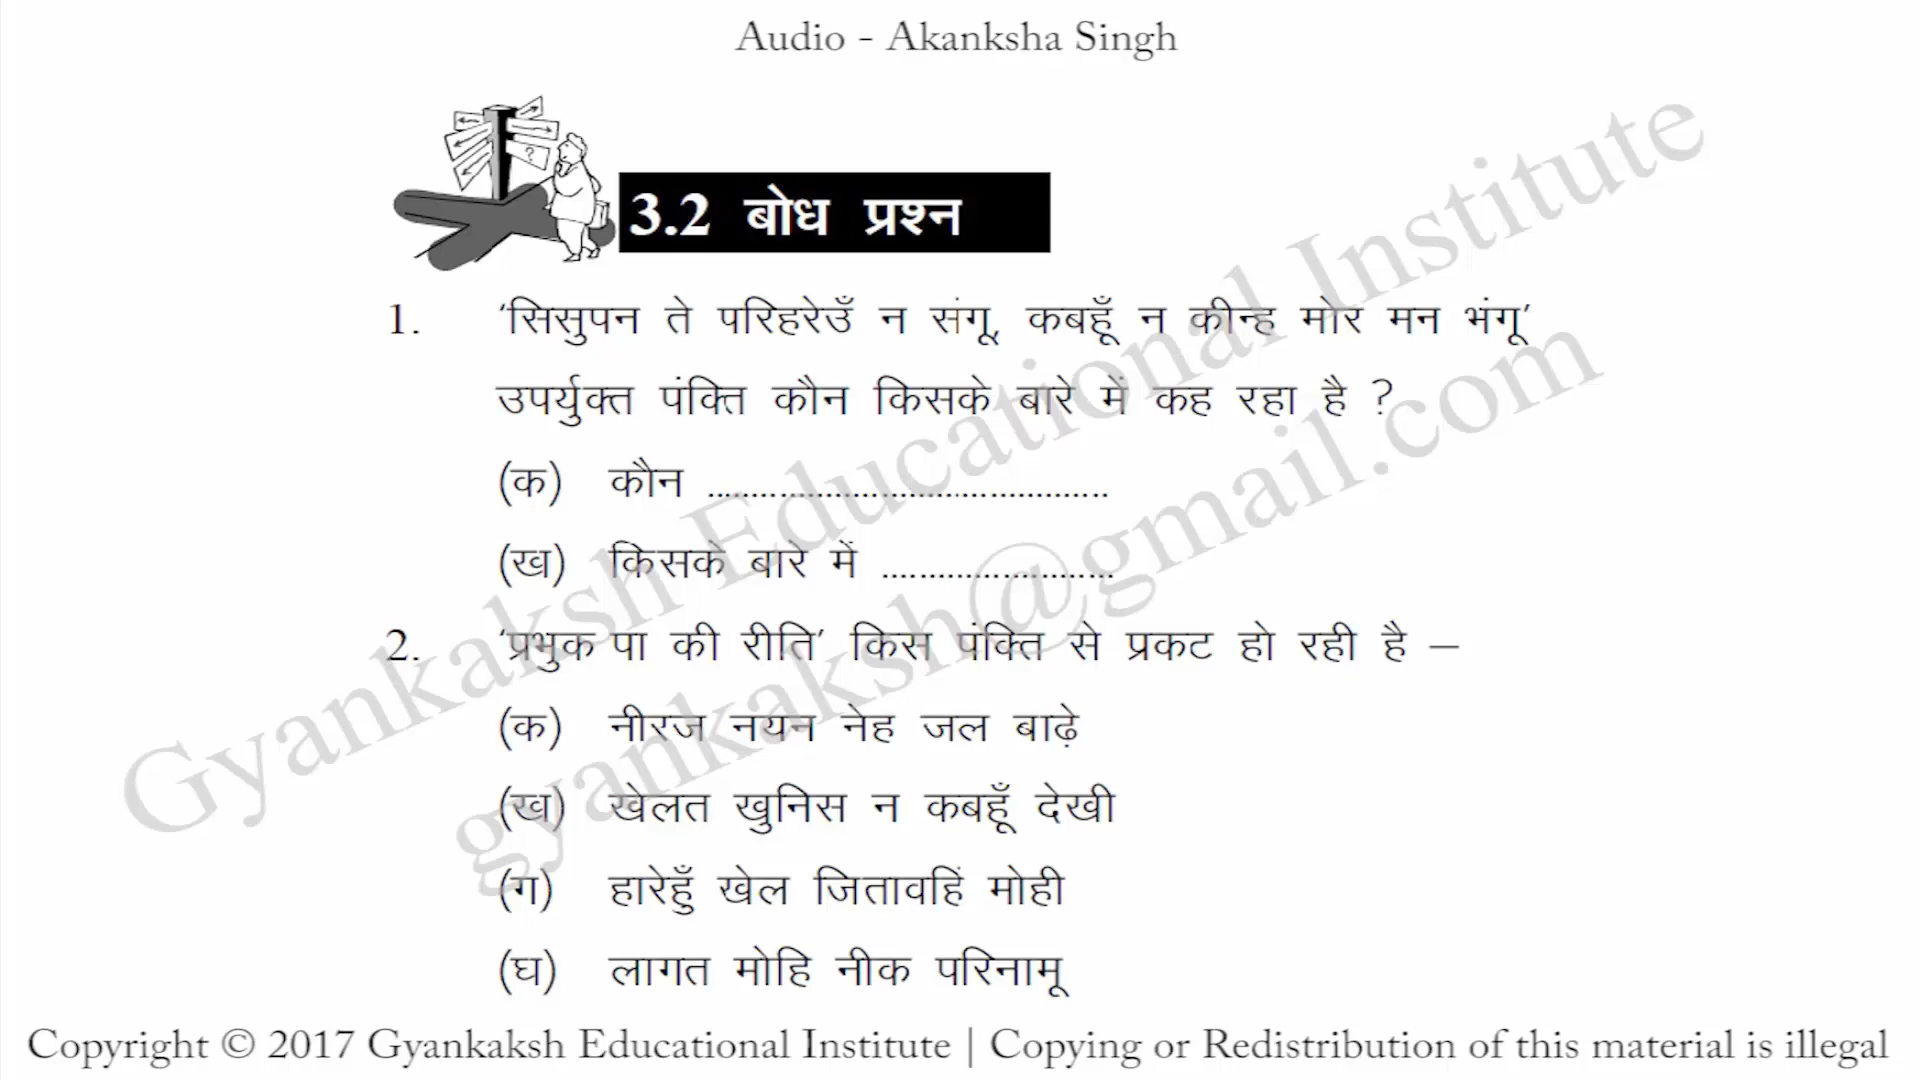 Audio - Akanksha Singh
3.2 बोध प्रश्न
1. 'सिसुपन ते परिहरेउँ न संगू, कबहूँ न कीन्ह मोर मन भंगू'
उपर्युक्त पंक्ति कौन किसके बारे में कह रहा है ?
(क) कौन ............................................
(ख) किसके बारे में .........................
2. 'प्रभुक पा की रीति' किस पंक्ति से प्रकट हो रही है –
(क) नीरज नयन नेह जल बाढ़े
(ख) खेलत खुनिस न कबहूँ देखी
(ग) हारेहुँ खेल जितावहिं मोही
(घ) लागत मोहि नीक परिनामू
Gyankaksh Educational Institute
gyankaksh@gmail.com
Copyright © 2017 Gyankaksh Educational Institute | Copying or Redistribution of this material is illegal